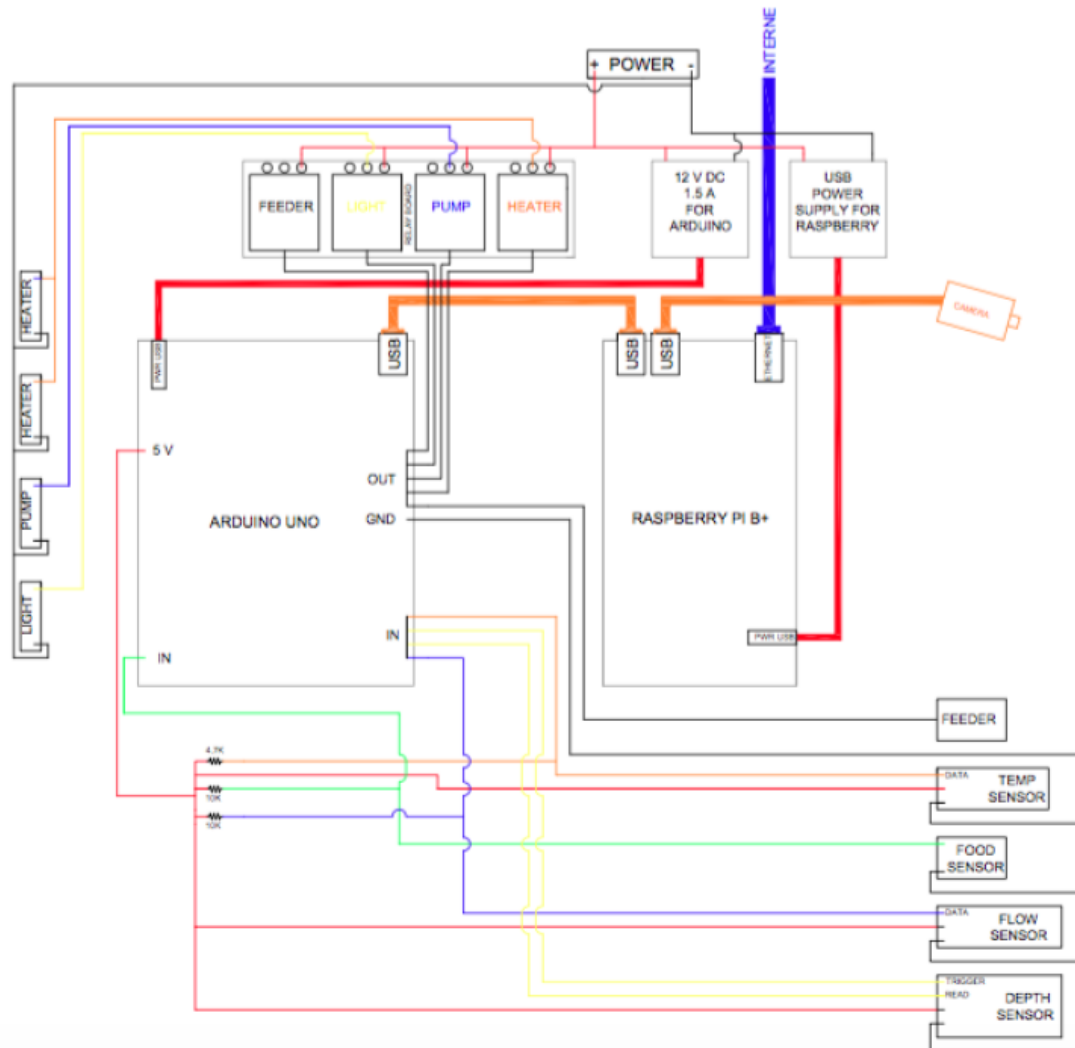 INTERNE
+ POWER -
12 V DC
1.5 A
FOR
ARDUINO
USB
POWER
SUPPLY FOR
RASPBERRY
FEEDER
LIGHT
RELAY BOARD
PUMP
HEATER
HEATER
HEATER
PUMP
LIGHT
CAMERA
PWR USB
USB
USB
USB
ETHERNET
5 V
OUT
GND
ARDUINO UNO
RASPBERRY PI B+
IN
IN
PWR USB
FEEDER
4.7K
10K
10K
DATA
TEMP
SENSOR
FOOD
SENSOR
DATA
FLOW
SENSOR
TRIGGER
READ
DEPTH
SENSOR